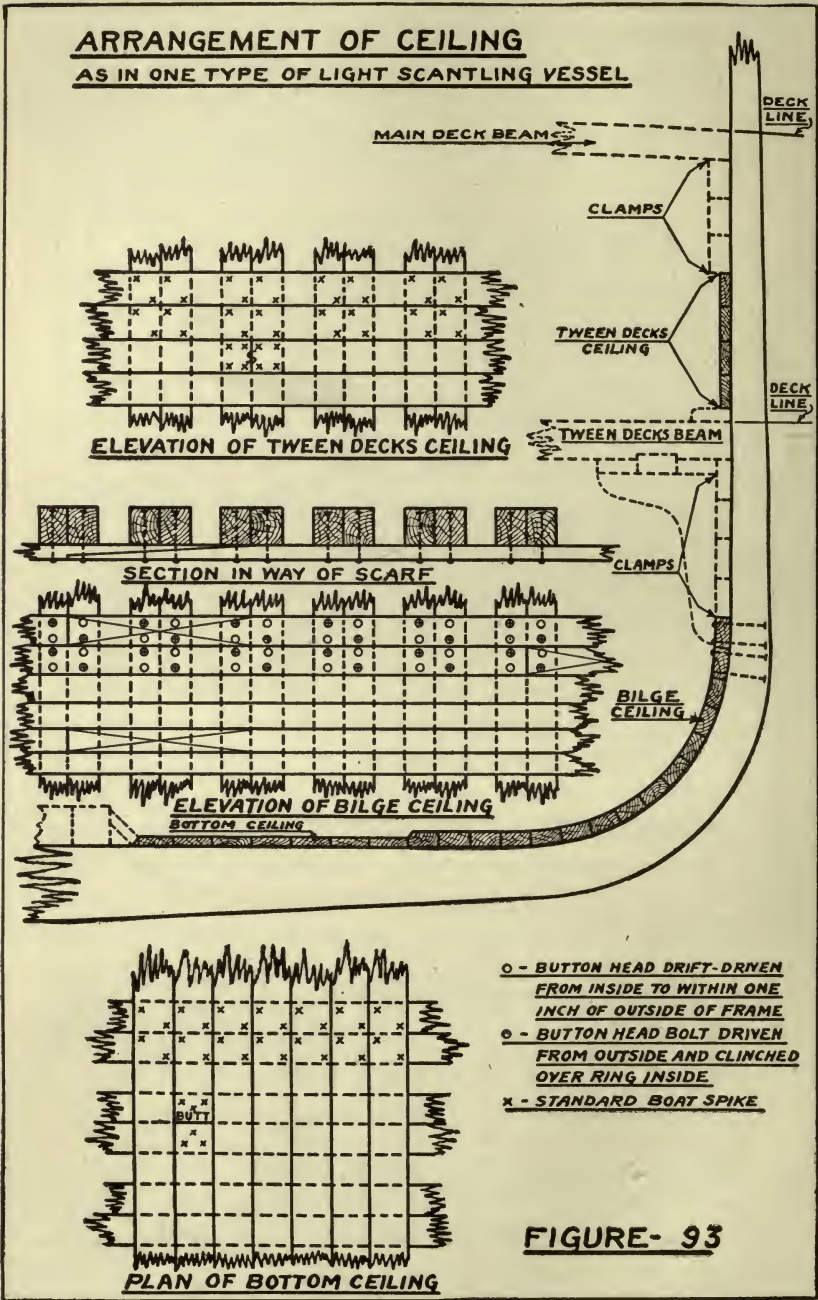 ARRANGEMENT OF CEILING
AS IN ONE TYPE OF LIGHT SCANTLING VESSEL
DECK
LINE
MAIN DECK BEAM
CLAMPS
TWEEN DECKS
CEILING
DECK
LINE
TWEEN DECKS BEAM
ELEVATION OF TWEEN DECKS CEILING
CLAMPS
SECTION IN WAY OF SCARF
BILGE
CEILING
ELEVATION OF BILGE CEILING
BOTTOM CEILING
O - BUTTON HEAD DRIFT-DRIVEN
FROM INSIDE TO WITHIN ONE
INCH OF OUTSIDE OF FRAME
⊕ - BUTTON HEAD BOLT DRIVEN
FROM OUTSIDE AND CLINCHED
OVER RING INSIDE
x - STANDARD BOAT SPIKE
BUTT
PLAN OF BOTTOM CEILING
FIGURE- 93